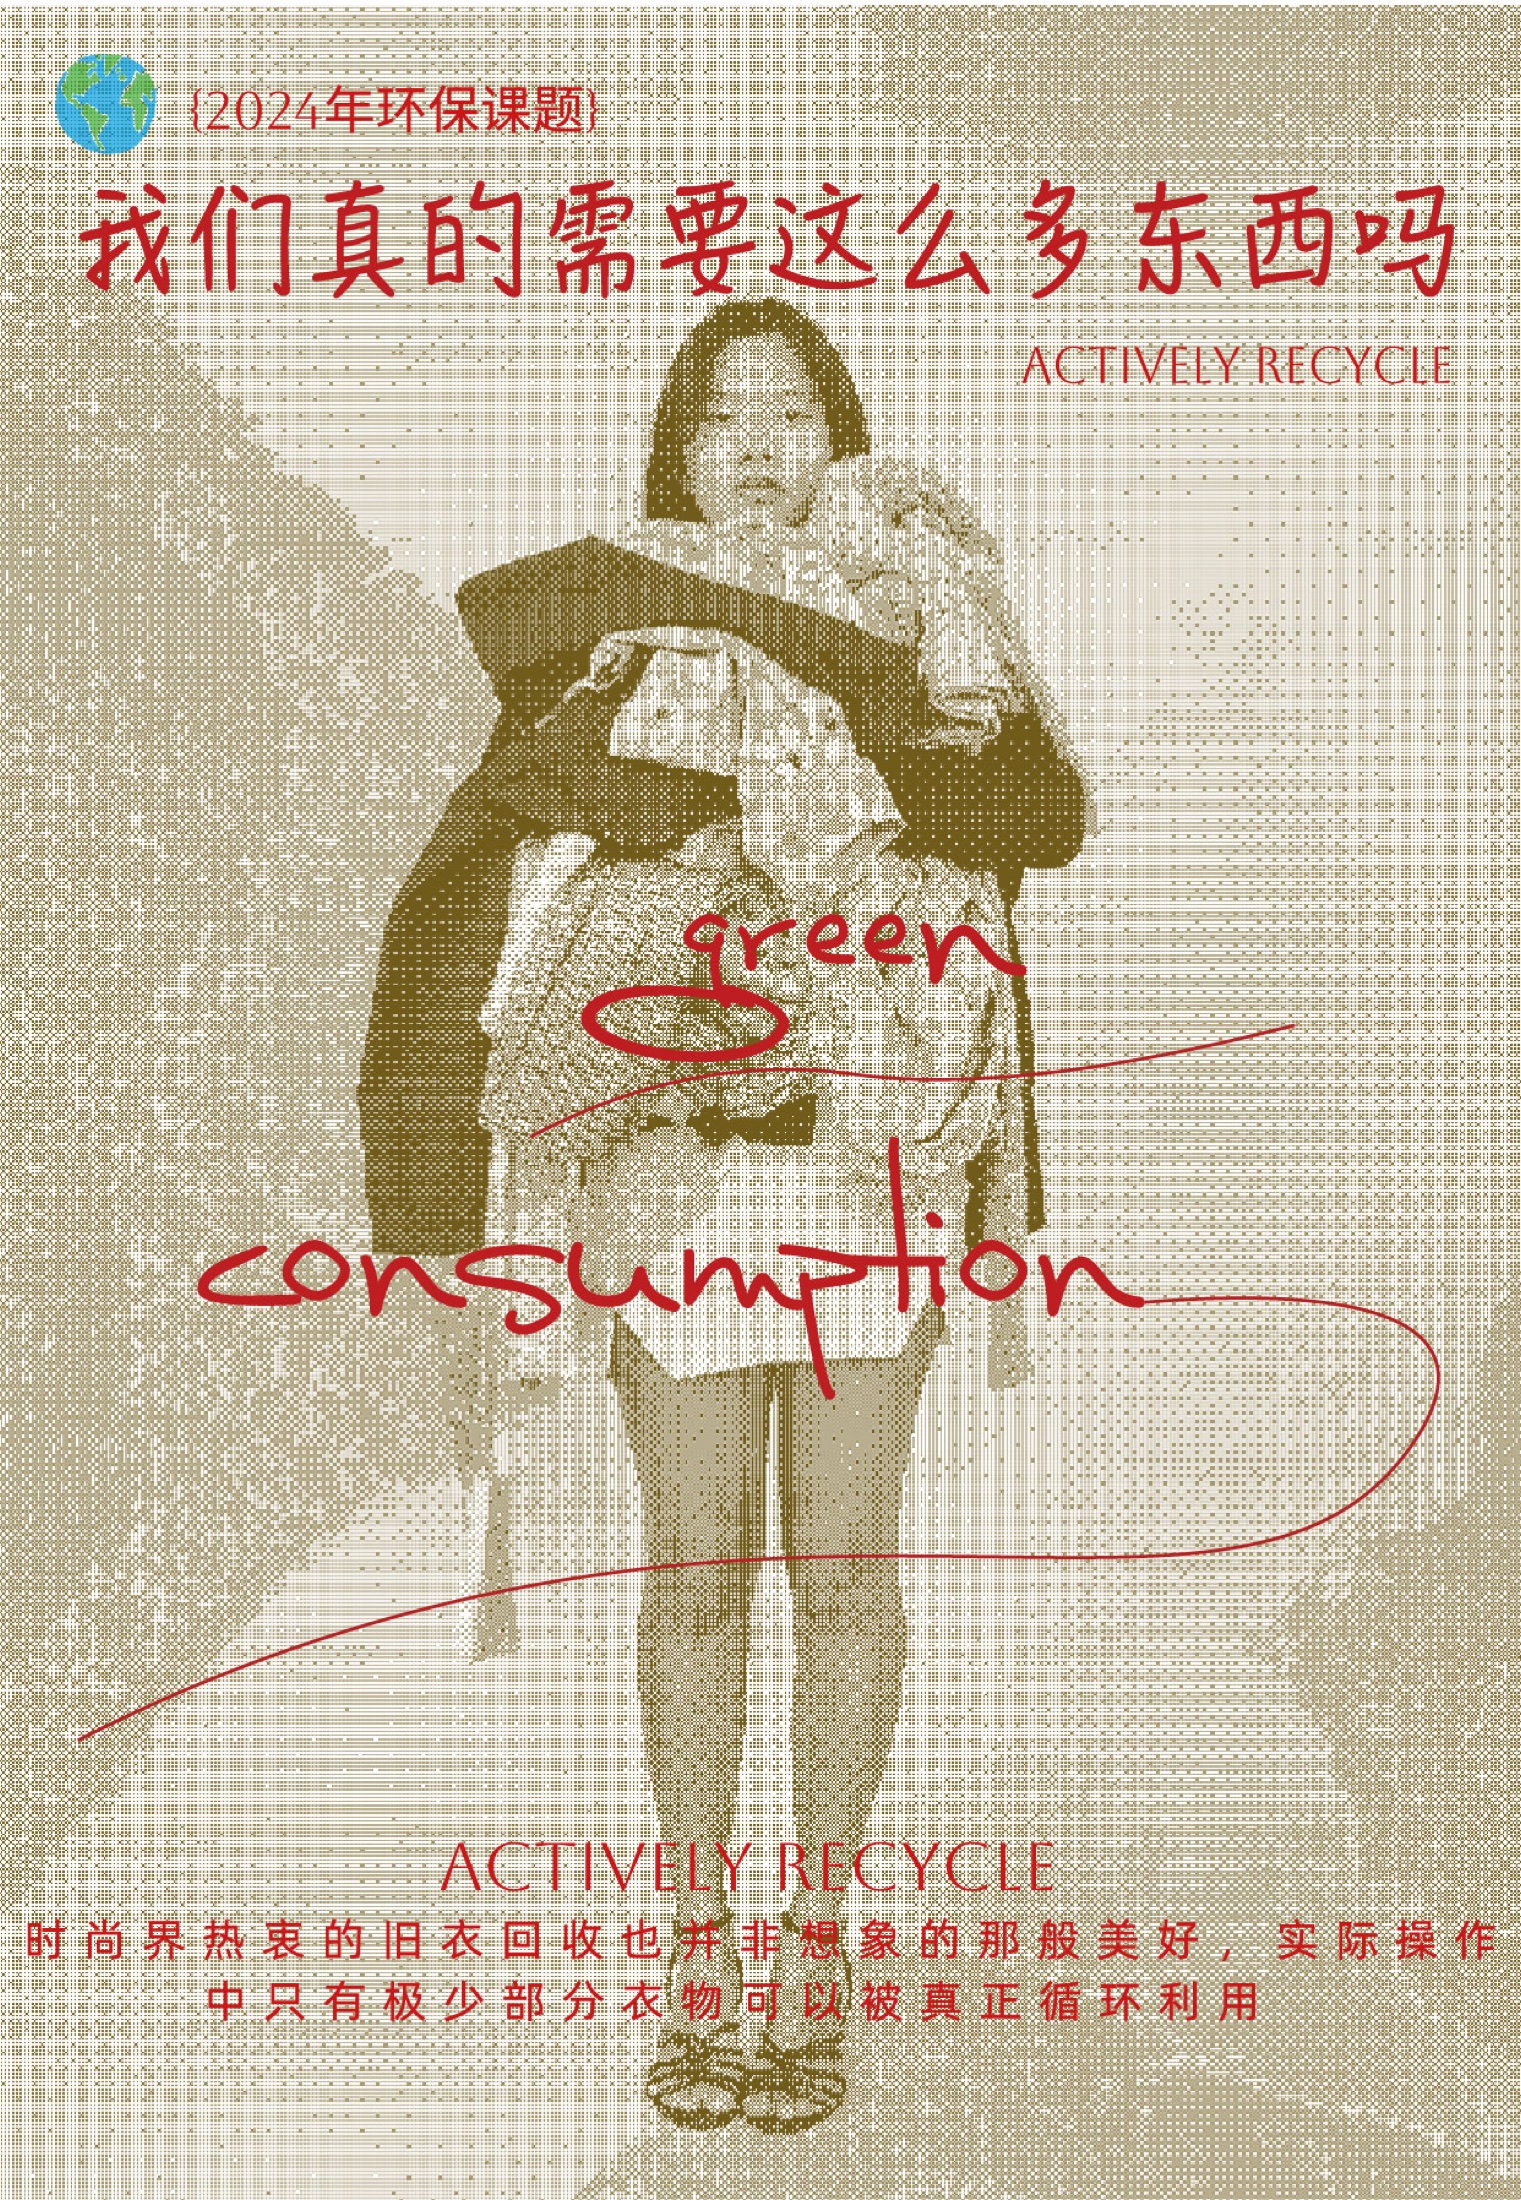 {2024年环保课题}
我们真的需要这么多东西吗
ACTIVELY RECYCLE
green
consumption
ACTIVELY RECYCLE
时尚界热衷的旧衣回收也并非想象的那般美好，实际操作
中只有极少部分衣物可以被真正循环利用